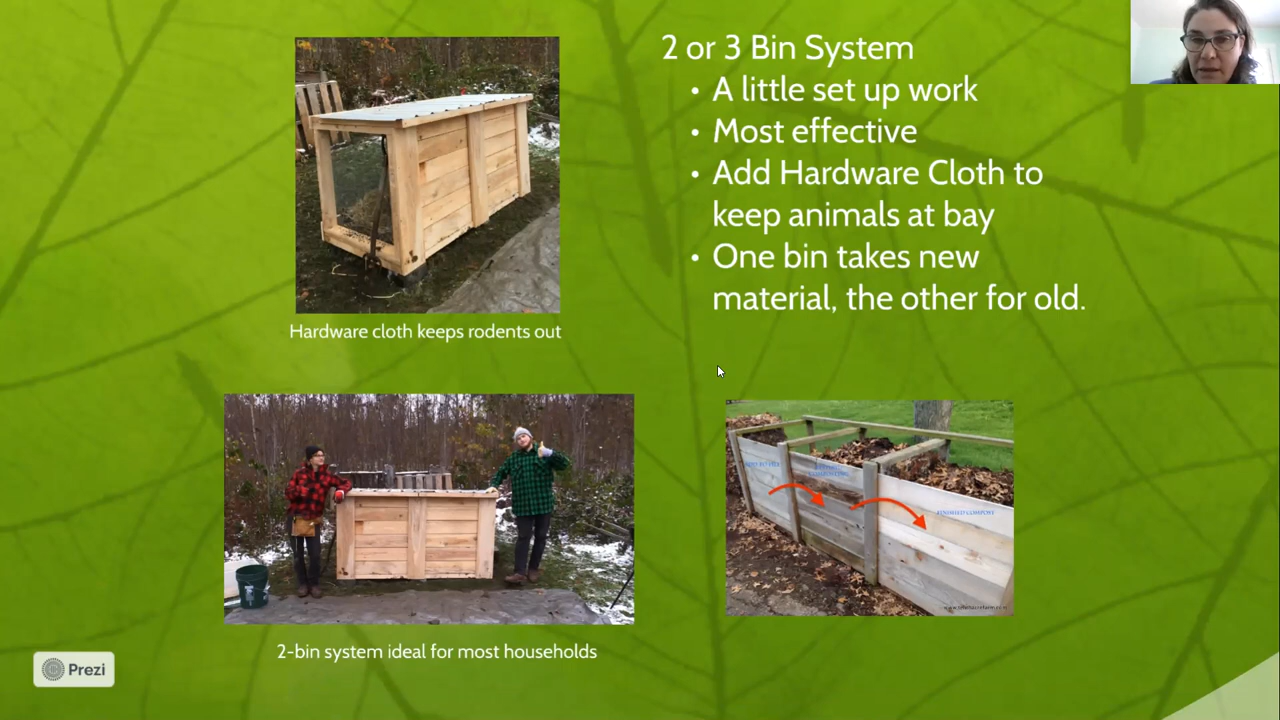 2 or 3 Bin System
• A little set up work
• Most effective
• Add Hardware Cloth to
keep animals at bay
• One bin takes new
material, the other for old.
Hardware cloth keeps rodents out
FINISHED COMPOST
2-bin system ideal for most households
Prezi